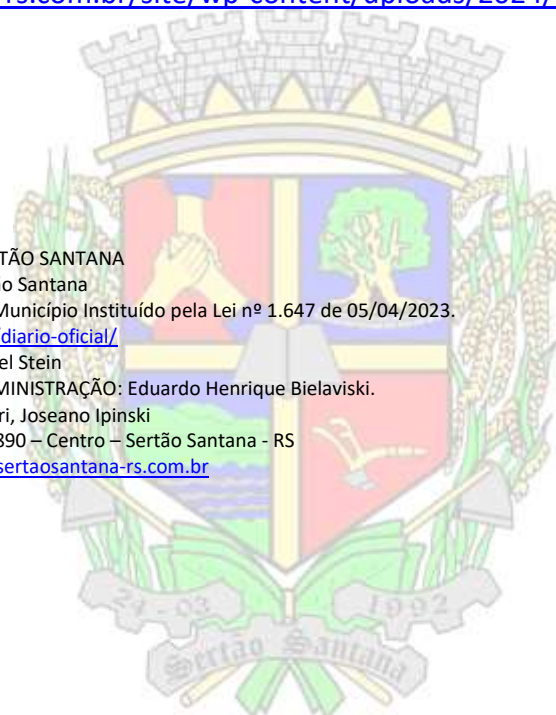 rs.com.br/site/wp-content/uploads/2024/
TÃO SANTANA
o Santana
Município Instituído pela Lei nº 1.647 de 05/04/2023.
/diario-oficial/
el Stein
MINISTRAÇÃO: Eduardo Henrique Bielaviski.
ri, Joseano Ipinski
890 – Centro – Sertão Santana - RS
sertaosantana-rs.com.br
24 - 03 1992
Sertão Santana